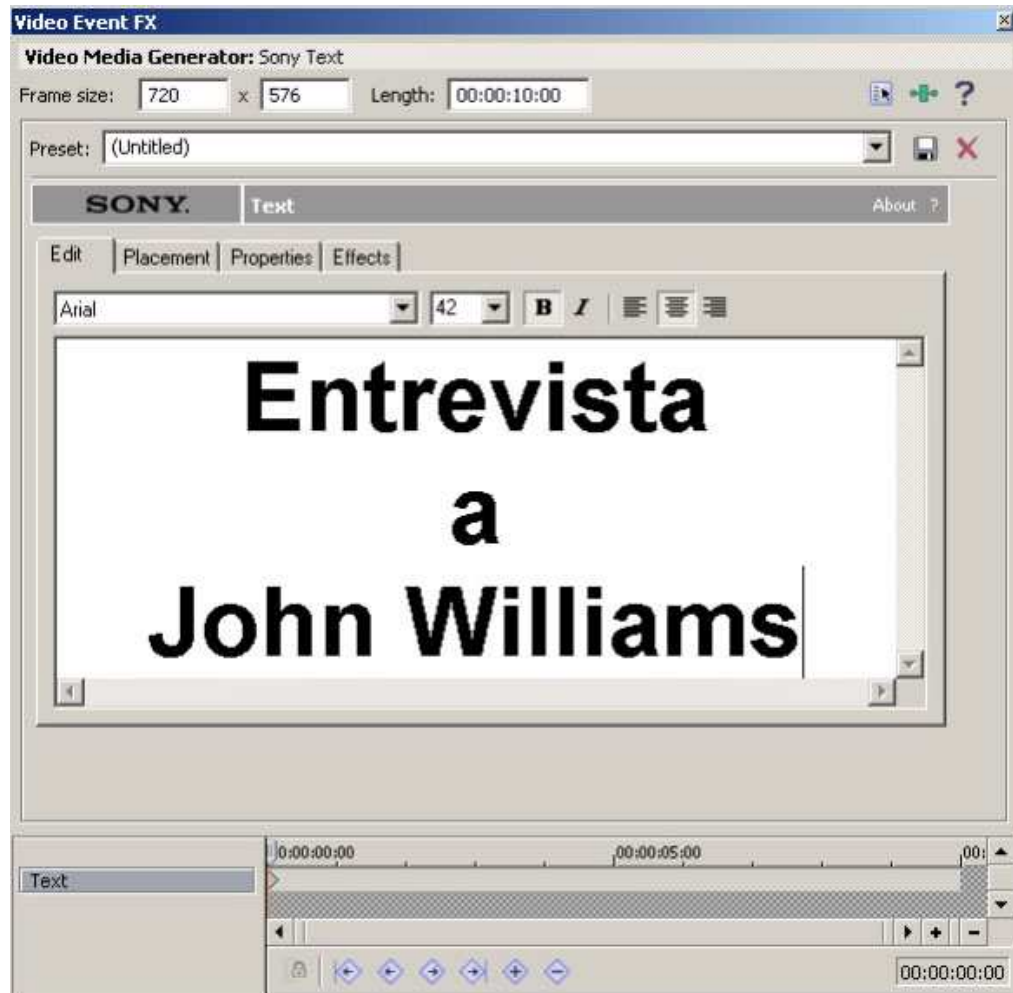 Video Event FX
Video Media Generator: Sony Text
Frame size: 720 x 576 Length: 00:00:10:00
Preset: (Untitled)
SONY. Text About ?
Edit Placement Properties Effects
Arial 42 B I
Entrevista
a
John Williams
0:00:00:00 00:00:05:00 00:
Text
00:00:00:00